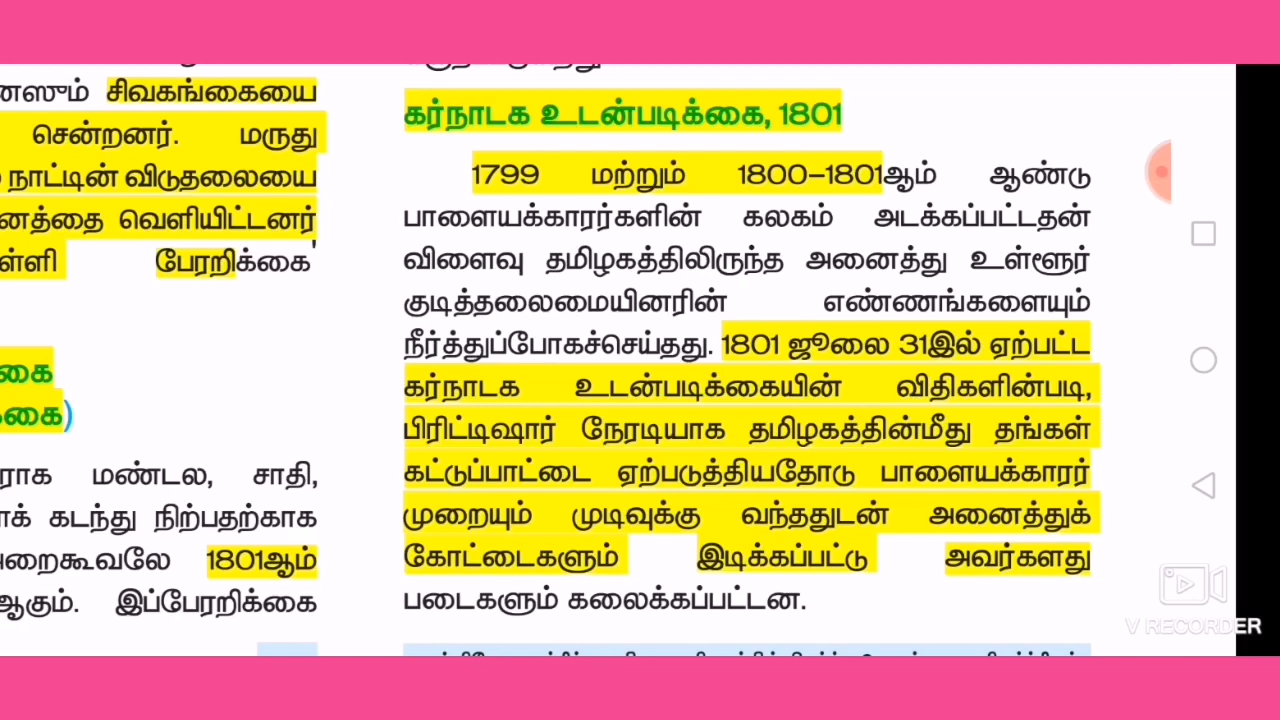 னஸும் சிவகங்கையை
சென்றனர். மருது
நாட்டின் விடுதலையை
னத்தை வெளியிட்டனர்
ள்ளி பேரறிக்கை'
கை
க்கை)
ராக மண்டல, சாதி,
ாக் கடந்து நிற்பதற்காக
அறைகூவலே 1801ஆம்
ஆகும். இப்பேரறிக்கை
கர்நாடக உடன்படிக்கை, 1801
1799 மற்றும் 1800–1801ஆம் ஆண்டு
பாளையக்காரர்களின் கலகம் அடக்கப்பட்டதன்
விளைவு தமிழகத்திலிருந்த அனைத்து உள்ளூர்
குடித்தலைமையினரின் எண்ணங்களையும்
நீர்த்துப்போகச்செய்தது. 1801 ஜூலை 31இல் ஏற்பட்ட
கர்நாடக உடன்படிக்கையின் விதிகளின்படி,
பிரிட்டிஷார் நேரடியாக தமிழகத்தின்மீது தங்கள்
கட்டுப்பாட்டை ஏற்படுத்தியதோடு பாளையக்காரர்
முறையும் முடிவுக்கு வந்ததுடன் அனைத்துக்
கோட்டைகளும் இடிக்கப்பட்டு அவர்களது
படைகளும் கலைக்கப்பட்டன.
V RECORDER